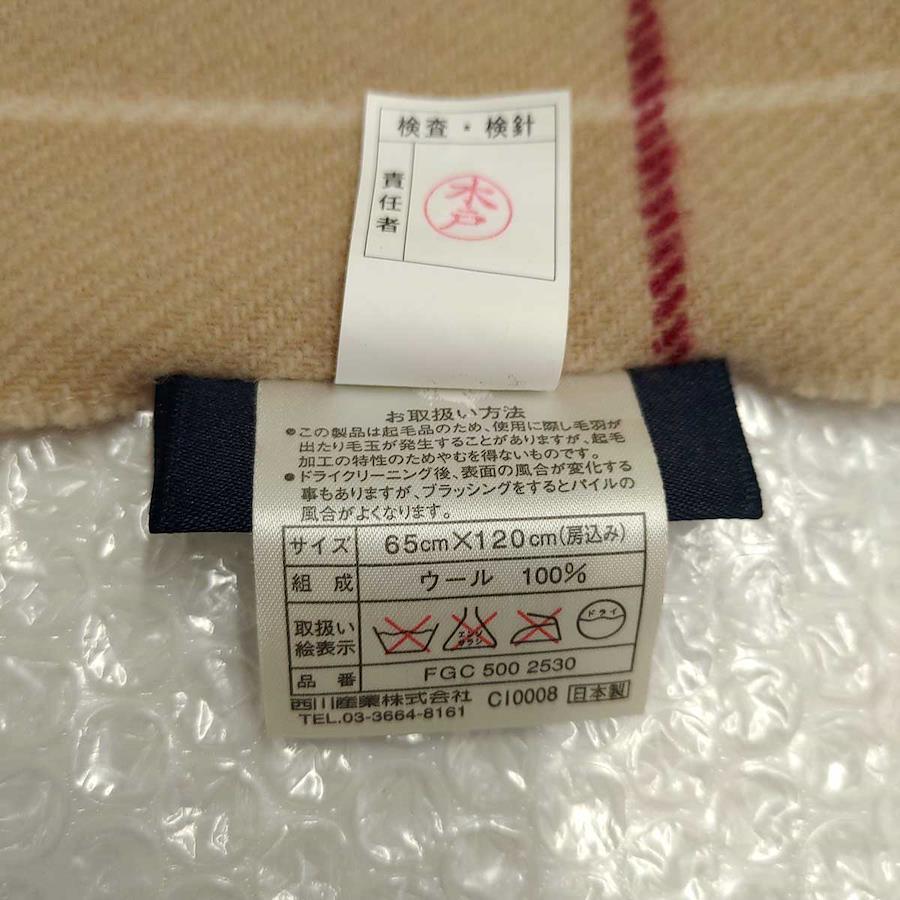 検査・検針
責任者
水戸
お取扱い方法
●この製品は起毛品のため、使用に際し毛羽が
出たり毛玉が発生することがありますが、起毛
加工の特性のためやむを得ないものです。
●ドライクリーニング後、表面の風合が変化する
事もありますが、ブラッシングをするとパイルの
風合がよくなります。
サイズ 65cm×120cm(房込み)
組成 ウール 100%
取扱い
絵表示 エンソ サラシ ドライ
品番 FGC 500 2530
西川産業株式会社 CI0008 日本製
TEL.03-3664-8161